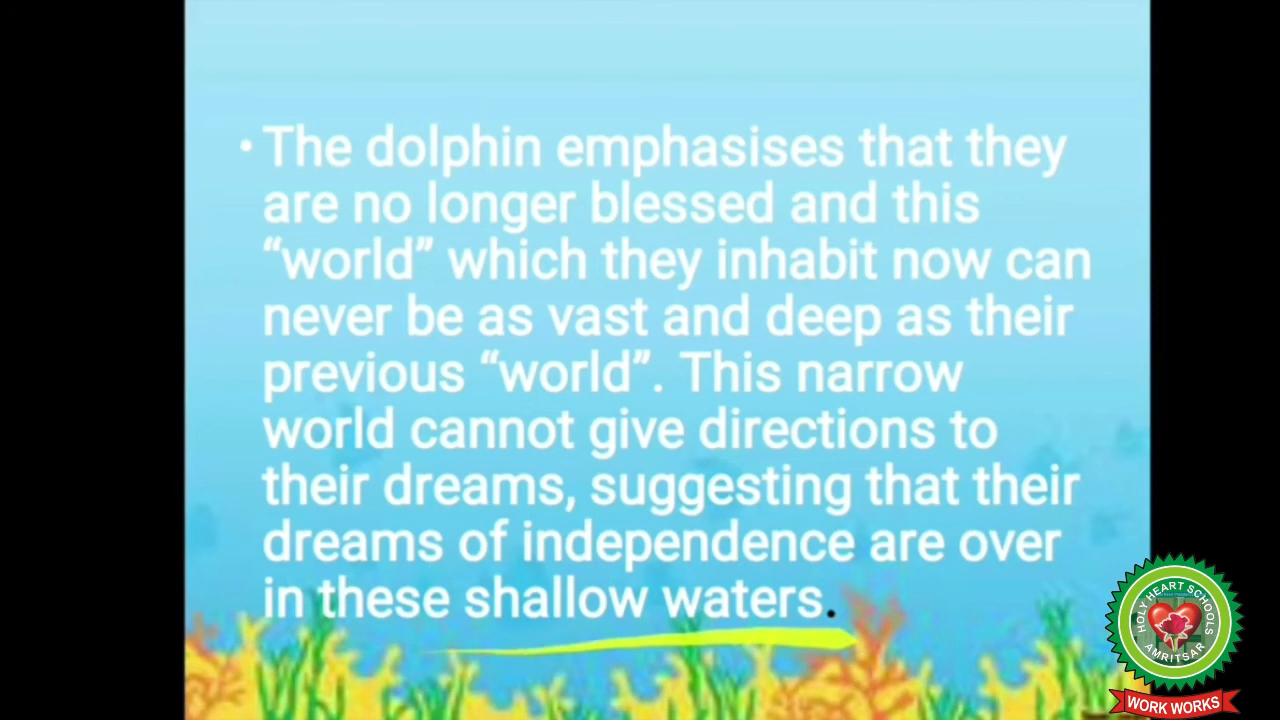 • The dolphin emphasises that they
are no longer blessed and this
“world” which they inhabit now can
never be as vast and deep as their
previous “world”. This narrow
world cannot give directions to
their dreams, suggesting that their
dreams of independence are over
in these shallow waters.
HOLY HEART SCHOOLS
AMRITSAR
WORK WORKS